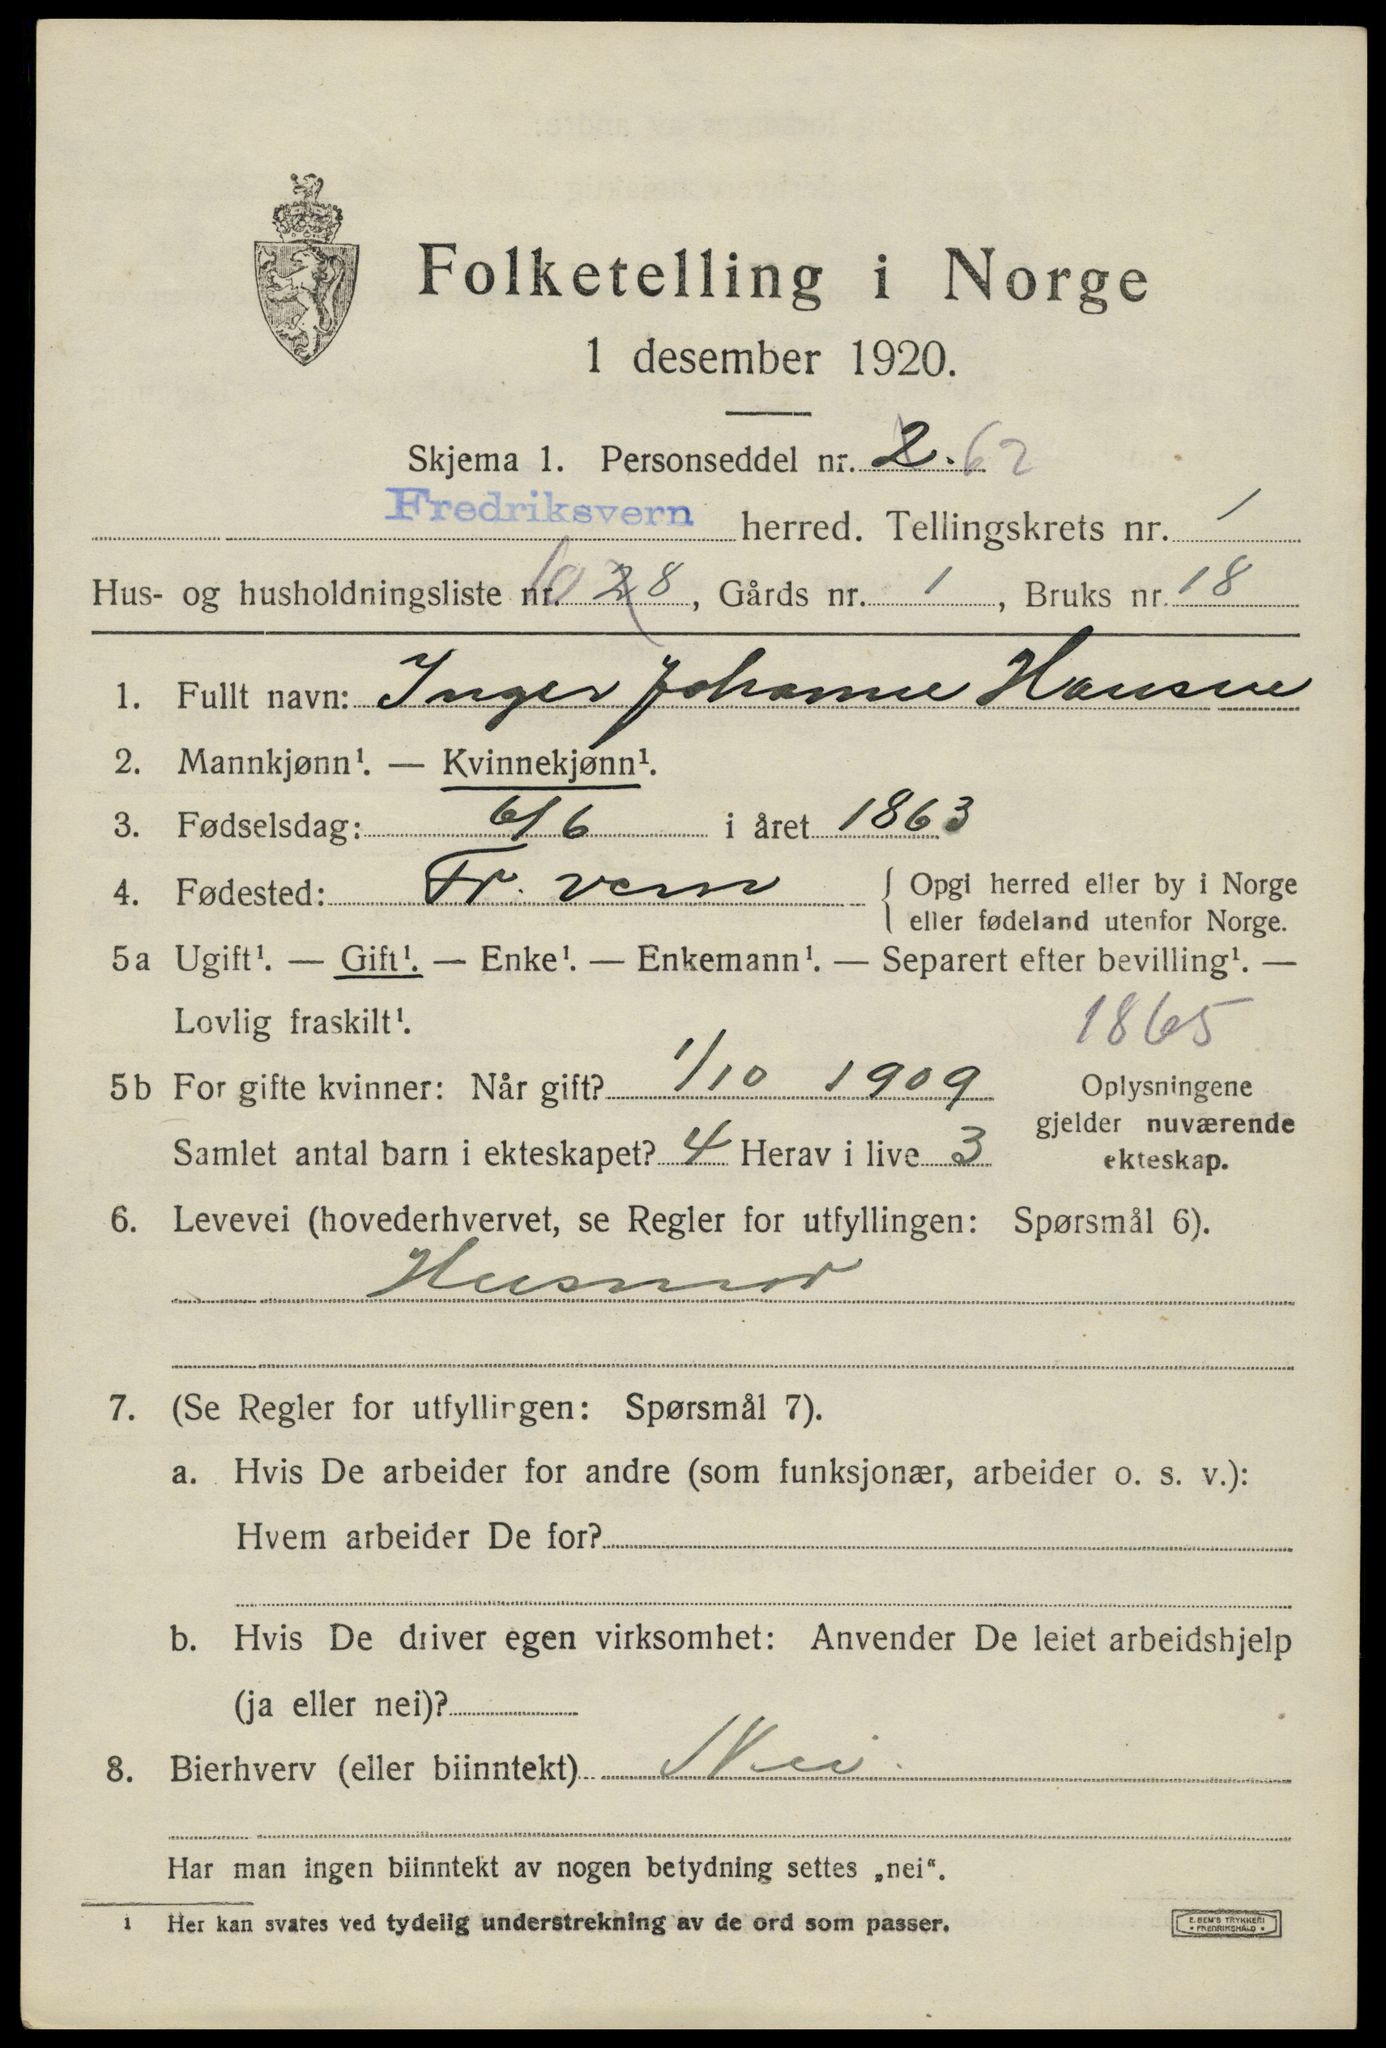 Folketelling i Norge
1 desember 1920.
Skjema 1. Personseddel nr. 2. 62
Fredriksvern herred. Tellingskrets nr. 1
Hus- og husholdningsliste nr. 28, Gårds nr. 1, Bruks nr. 18
1. Fullt navn: Inger Johanne Hansen
2. Mannkjønn¹. — Kvinnekjønn¹.
3. Fødselsdag: 6/6 i året 1863
4. Fødested: Fr. vern { Opgi herred eller by i Norge
eller fødeland utenfor Norge.
5a Ugift¹. — Gift¹. — Enke¹. — Enkemann¹. — Separert efter bevilling¹. —
Lovlig fraskilt¹.
1865
5b For gifte kvinner: Når gift? 1/10 1909 Oplysningene
gjelder nuværende
Samlet antal barn i ekteskapet? 4 Herav i live 3 ekteskap.
6. Levevei (hovederhvervet, se Regler for utfyllingen: Spørsmål 6).
Husmor
7. (Se Regler for utfyllingen: Spørsmål 7).
a. Hvis De arbeider for andre (som funksjonær, arbeider o. s. v.):
Hvem arbeider De for?
b. Hvis De driver egen virksomhet: Anvender De leiet arbeidshjelp
(ja eller nei)?
8. Bierhverv (eller biinntekt) Nei.
Har man ingen biinntekt av nogen betydning settes „nei“.
1 Her kan svares ved tydelig understrekning av de ord som passer.
E. SEM'S TRYKKERI
• FREDRIKSHALD •